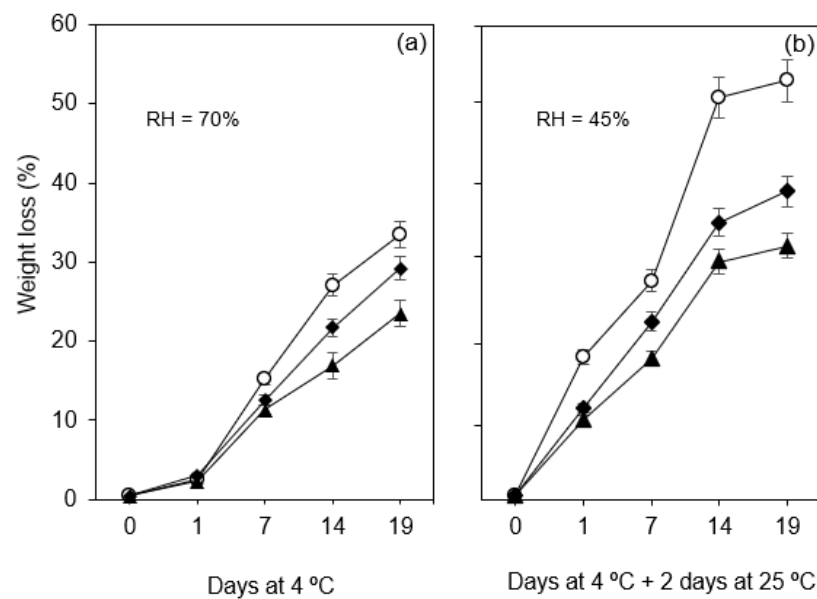 60
50
40
30
20
10
0
Weight loss (%)
(a)
RH = 70%
0 1 7 14 19
Days at 4 ºC
(b)
RH = 45%
0 1 7 14 19
Days at 4 ºC + 2 days at 25 ºC